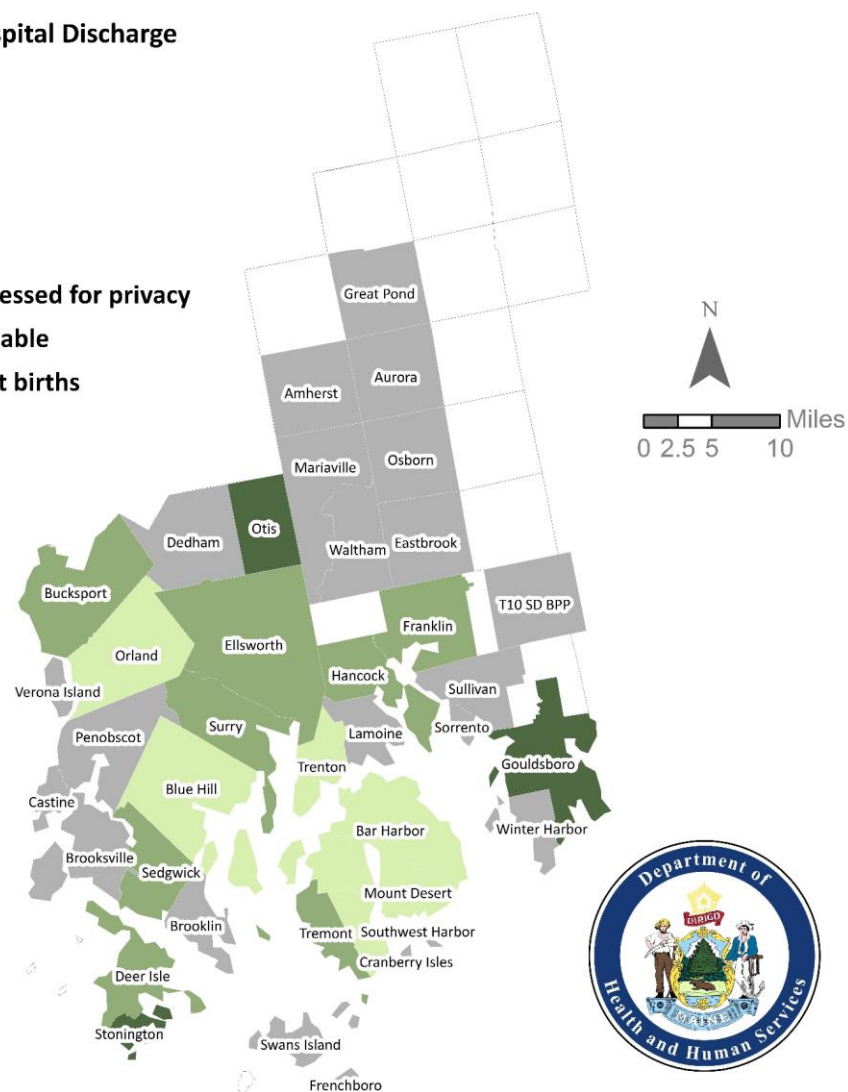 spital Discharge
essed for privacy
able
t births
Great Pond
N
Amherst
Aurora
Miles
0 2.5 5 10
Mariaville
Osborn
Otis
Dedham
Waltham
Eastbrook
Bucksport
T10 SD BPP
Franklin
Orland
Ellsworth
Hancock
Sullivan
Verona Island
Surry
Lamoine
Sorrento
Penobscot
Trenton
Gouldsboro
Blue Hill
Castine
Bar Harbor
Winter Harbor
Brooksville
Sedgwick
Mount Desert
Brooklin
Tremont
Southwest Harbor
Cranberry Isles
Deer Isle
Stonington
Swans Island
Frenchboro
Department of
DIRIGO
MAINE
Health and Human Services